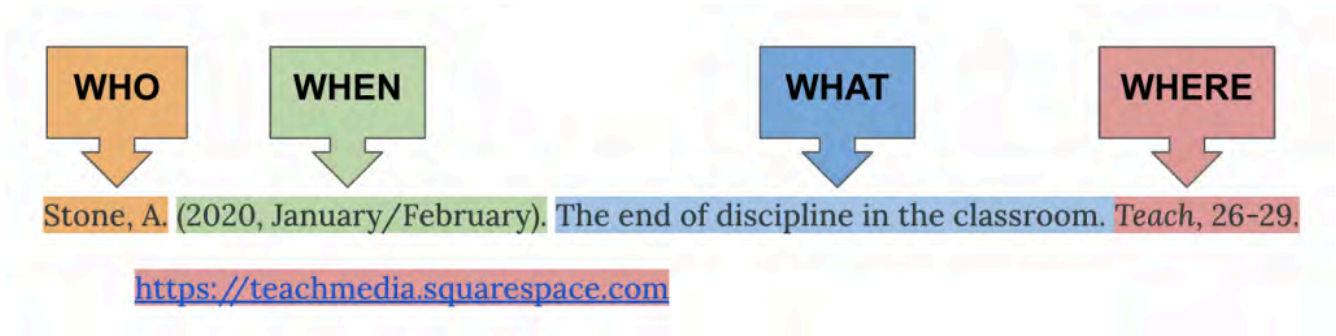 WHO WHEN WHAT WHERE
Stone, A. (2020, January/February). The end of discipline in the classroom. Teach, 26-29.
https://teachmedia.squarespace.com